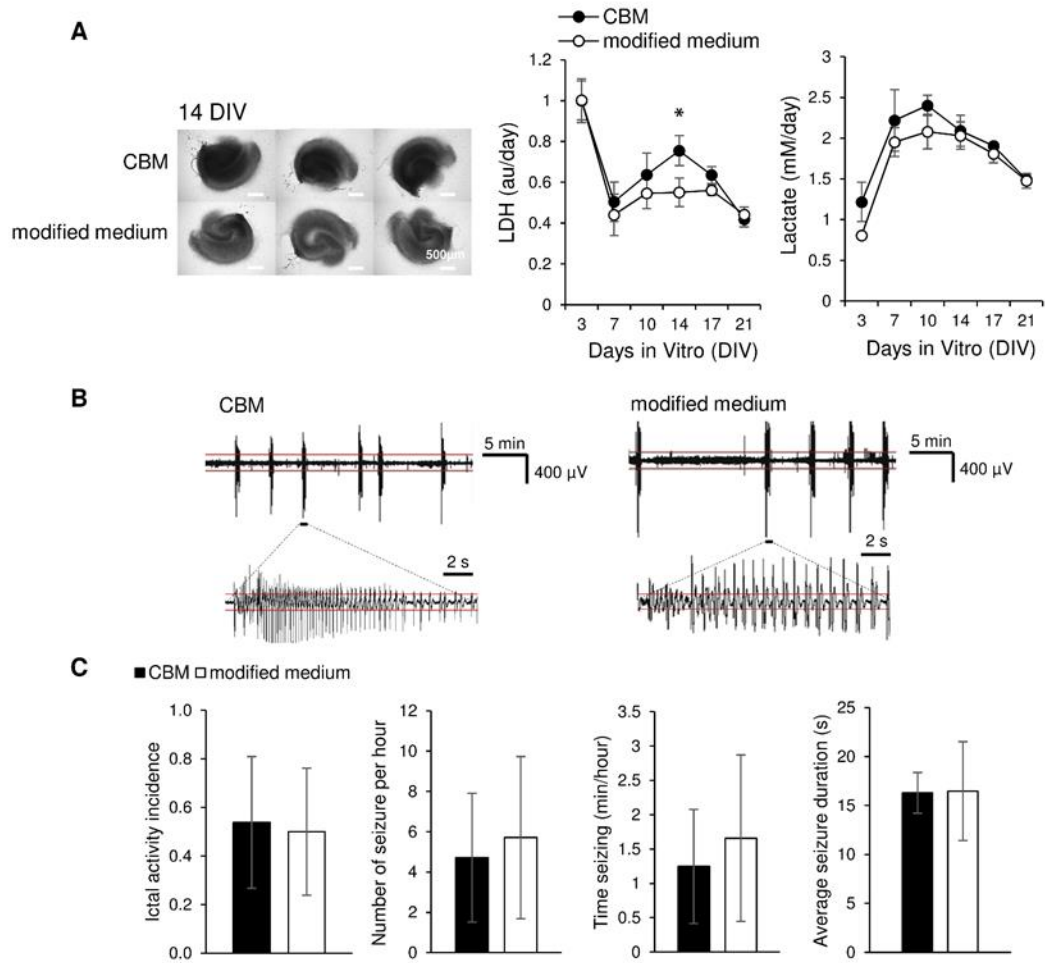 A
14 DIV
CBM
modified medium
500µm
CBM
modified medium
LDH (au/day)
1.2
1
0.8
0.6
0.4
0.2
0
*
3 7 10 14 17 21
Days in Vitro (DIV)
Lactate (mM/day)
3
2.5
2
1.5
1
0.5
0
3 7 10 14 17 21
Days in Vitro (DIV)
B
CBM
5 min
400 µV
2 s
modified medium
5 min
400 µV
2 s
C
CBM modified medium
Ictal activity incidence
1.0
0.8
0.6
0.4
0.2
0.0
Number of seizure per hour
12
10
8
6
4
2
0
Time seizing (min/hour)
3.5
3
2.5
2
1.5
1
0.5
0
Average seizure duration (s)
25
20
15
10
5
0